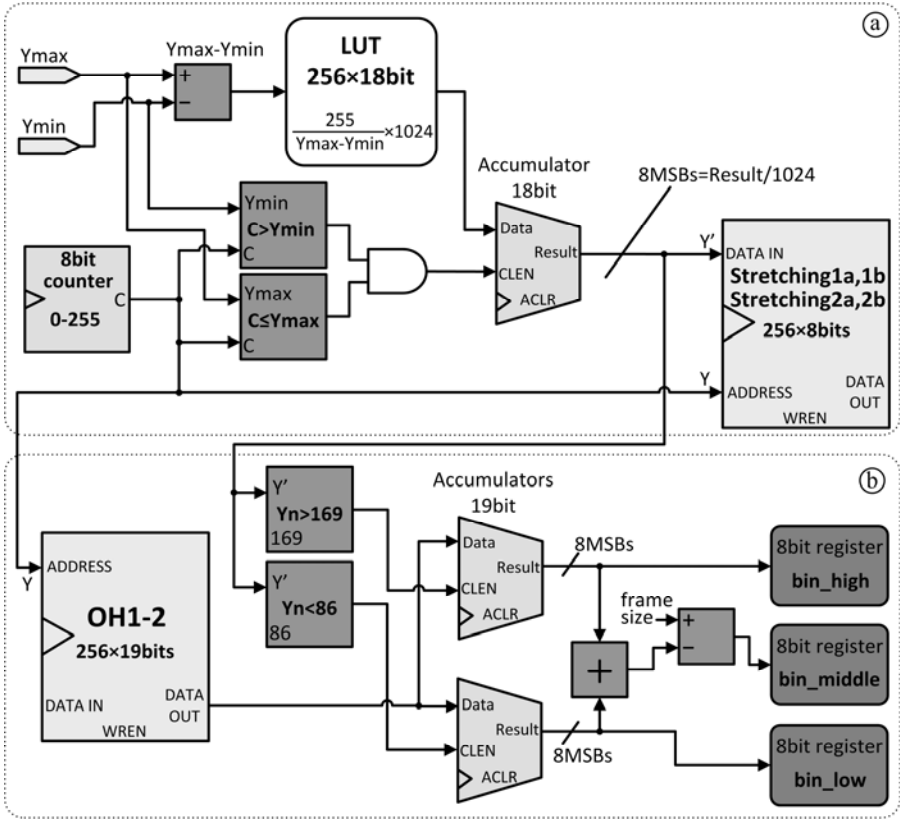 a
Ymax
Ymax-Ymin
+
−
Ymin
LUT
256×18bit
255
Ymax-Ymin
×1024
Accumulator
18bit
8MSBs=Result/1024
Ymin
C>Ymin
C
Data
Result
CLEN
ACLR
Y'
DATA IN
Stretching1a,1b
Stretching2a,2b
256×8bits
8bit
counter
C
0-255
Ymax
C≤Ymax
C
Y
ADDRESS
DATA
OUT
WREN
b
Y'
Yn>169
169
Accumulators
19bit
Data
Result
CLEN
ACLR
8MSBs
8bit register
bin_high
ADDRESS
Y
OH1-2
256×19bits
DATA IN
DATA
OUT
WREN
Y'
Yn<86
86
frame
size
+
−
+
8bit register
bin_middle
Data
Result
CLEN
ACLR
8MSBs
8bit register
bin_low